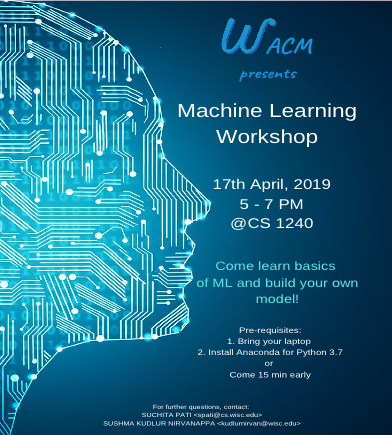 WACM
presents
Machine Learning
Workshop
17th April, 2019
5 - 7 PM
@CS 1240
Come learn basics
of ML and build your own
model!
Pre-requisites:
1. Bring your laptop
2. Install Anaconda for Python 3.7
or
Come 15 min early
For further questions, contact:
SUCHITA PATI <spati@cs.wisc.edu>
SUSHMA KUDLUR NIRVANAPPA <kudlurnirvan@wisc.edu>